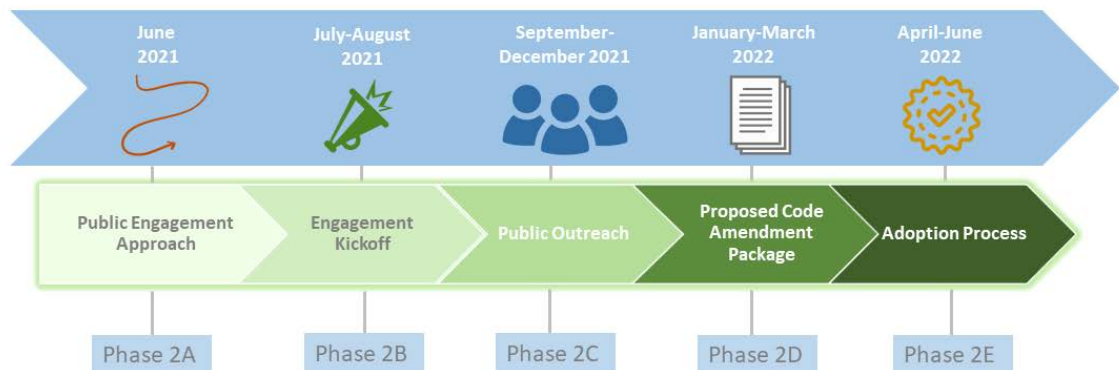 June
2021
July-August
2021
September-
December 2021
January-March
2022
April-June
2022
Public Engagement
Approach
Engagement
Kickoff
Public Outreach
Proposed Code
Amendment
Package
Adoption Process
Phase 2A
Phase 2B
Phase 2C
Phase 2D
Phase 2E